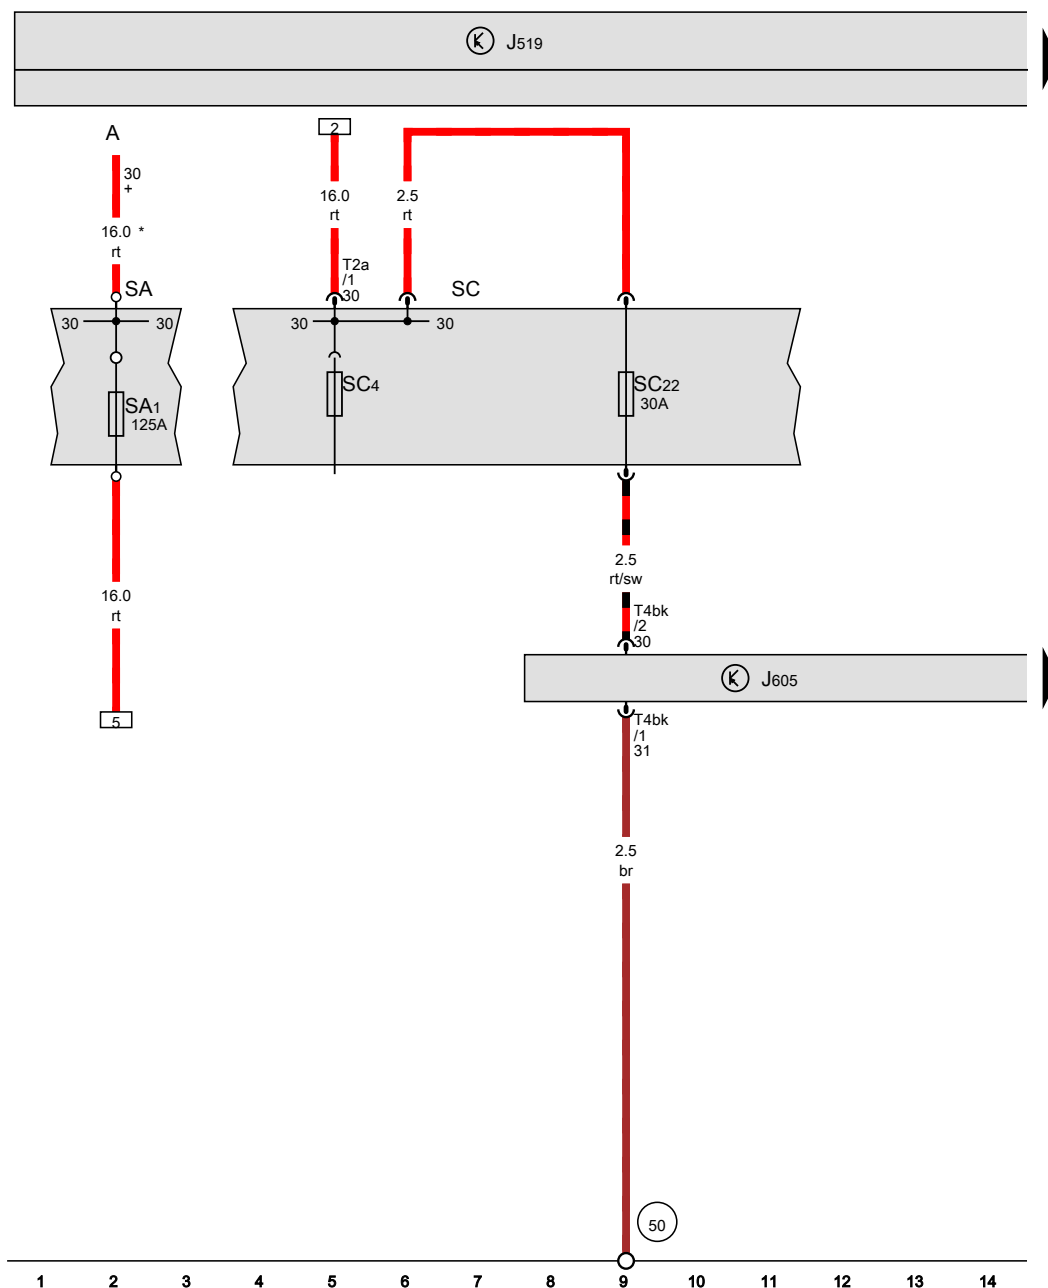 K J519
A
30
+
16.0 *
rt
2
16.0
rt
2.5
rt
T2a
/1
30
SA
SC
30 30
30 30
SA1
125A
SC4
SC22
30A
16.0
rt
5
2.5
rt/sw
T4bk
/2
30
K J605
T4bk
/1
31
2.5
br
50
1 2 3 4 5 6 7 8 9 10 11 12 13 14